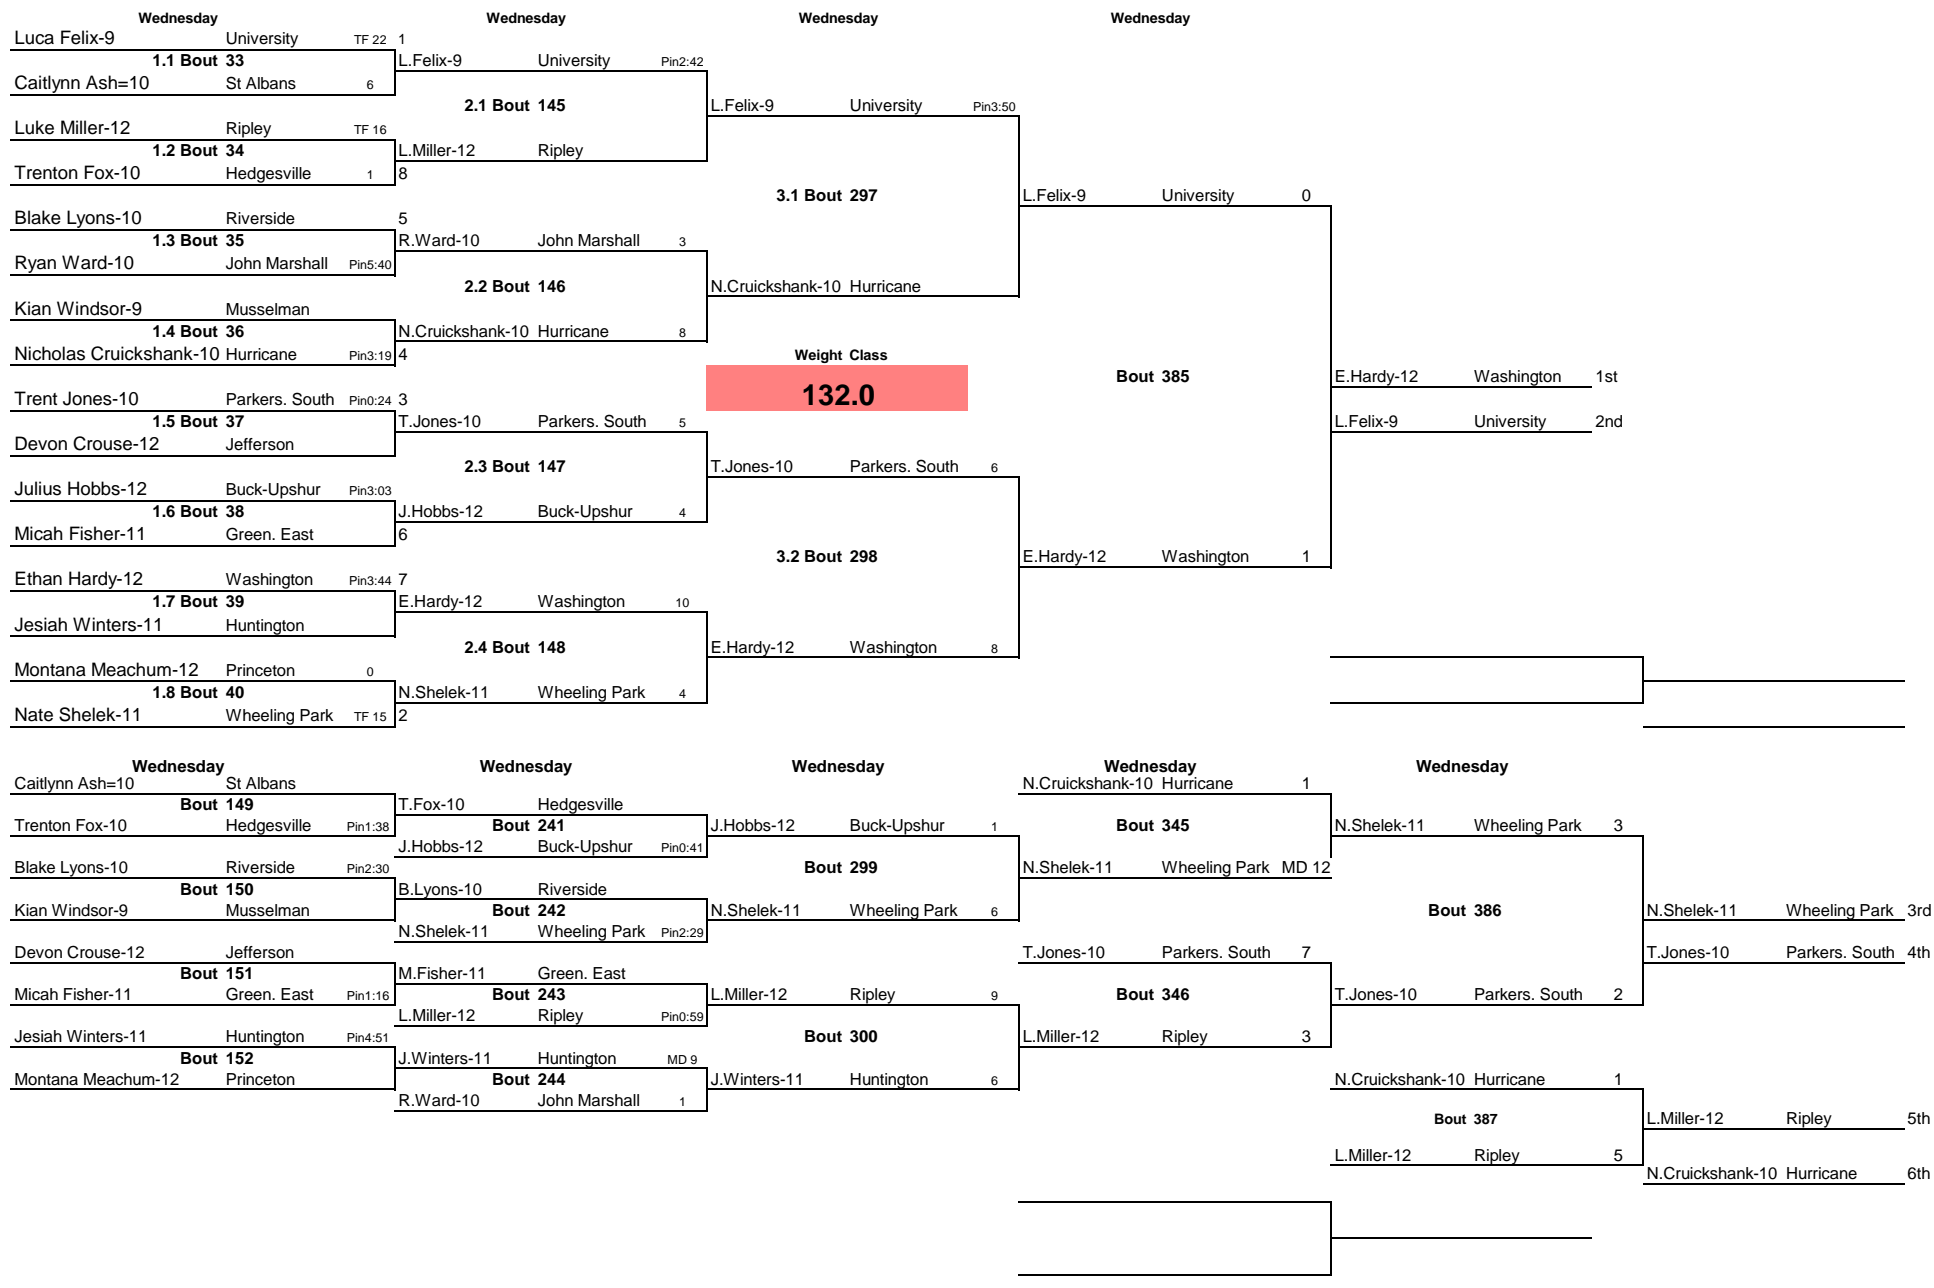 Wednesday Wednesday Wednesday Wednesday
Luca Felix-9 University TF 22 1
1.1 Bout 33 L.Felix-9 University Pin2:42
Caitlynn Ash=10 St Albans 6
2.1 Bout 145 L.Felix-9 University Pin3:50
Luke Miller-12 Ripley TF 16
1.2 Bout 34 L.Miller-12 Ripley
Trenton Fox-10 Hedgesville 1 8
3.1 Bout 297 L.Felix-9 University 0
Blake Lyons-10 Riverside 5
1.3 Bout 35 R.Ward-10 John Marshall 3
Ryan Ward-10 John Marshall Pin5:40
2.2 Bout 146 N.Cruickshank-10 Hurricane
Kian Windsor-9 Musselman
1.4 Bout 36 N.Cruickshank-10 Hurricane 8
Nicholas Cruickshank-10 Hurricane Pin3:19 4 Weight Class
Bout 385 E.Hardy-12 Washington 1st
Trent Jones-10 Parkers. South Pin0:24 3 132.0
1.5 Bout 37 T.Jones-10 Parkers. South 5 L.Felix-9 University 2nd
Devon Crouse-12 Jefferson
2.3 Bout 147 T.Jones-10 Parkers. South 6
Julius Hobbs-12 Buck-Upshur Pin3:03
1.6 Bout 38 J.Hobbs-12 Buck-Upshur 4
Micah Fisher-11 Green. East 6
3.2 Bout 298 E.Hardy-12 Washington 1
Ethan Hardy-12 Washington Pin3:44 7
1.7 Bout 39 E.Hardy-12 Washington 10
Jesiah Winters-11 Huntington
2.4 Bout 148 E.Hardy-12 Washington 8
Montana Meachum-12 Princeton 0
1.8 Bout 40 N.Shelek-11 Wheeling Park 4
Nate Shelek-11 Wheeling Park TF 15 2
Wednesday Wednesday Wednesday Wednesday Wednesday
Caitlynn Ash=10 St Albans N.Cruickshank-10 Hurricane 1
Bout 149 T.Fox-10 Hedgesville
Trenton Fox-10 Hedgesville Pin1:38 Bout 241 J.Hobbs-12 Buck-Upshur 1 Bout 345 N.Shelek-11 Wheeling Park 3
J.Hobbs-12 Buck-Upshur Pin0:41
Blake Lyons-10 Riverside Pin2:30 Bout 299 N.Shelek-11 Wheeling Park MD 12
Bout 150 B.Lyons-10 Riverside
Kian Windsor-9 Musselman Bout 242 N.Shelek-11 Wheeling Park 6 Bout 386 N.Shelek-11 Wheeling Park 3rd
N.Shelek-11 Wheeling Park Pin2:29
Devon Crouse-12 Jefferson T.Jones-10 Parkers. South 7 T.Jones-10 Parkers. South 4th
Bout 151 M.Fisher-11 Green. East
Micah Fisher-11 Green. East Pin1:16 Bout 243 L.Miller-12 Ripley 9 Bout 346 T.Jones-10 Parkers. South 2
L.Miller-12 Ripley Pin0:59
Jesiah Winters-11 Huntington Pin4:51 Bout 300 L.Miller-12 Ripley 3
Bout 152 J.Winters-11 Huntington MD 9
Montana Meachum-12 Princeton Bout 244 J.Winters-11 Huntington 6 N.Cruickshank-10 Hurricane 1
R.Ward-10 John Marshall 1
Bout 387 L.Miller-12 Ripley 5th
L.Miller-12 Ripley 5
N.Cruickshank-10 Hurricane 6th